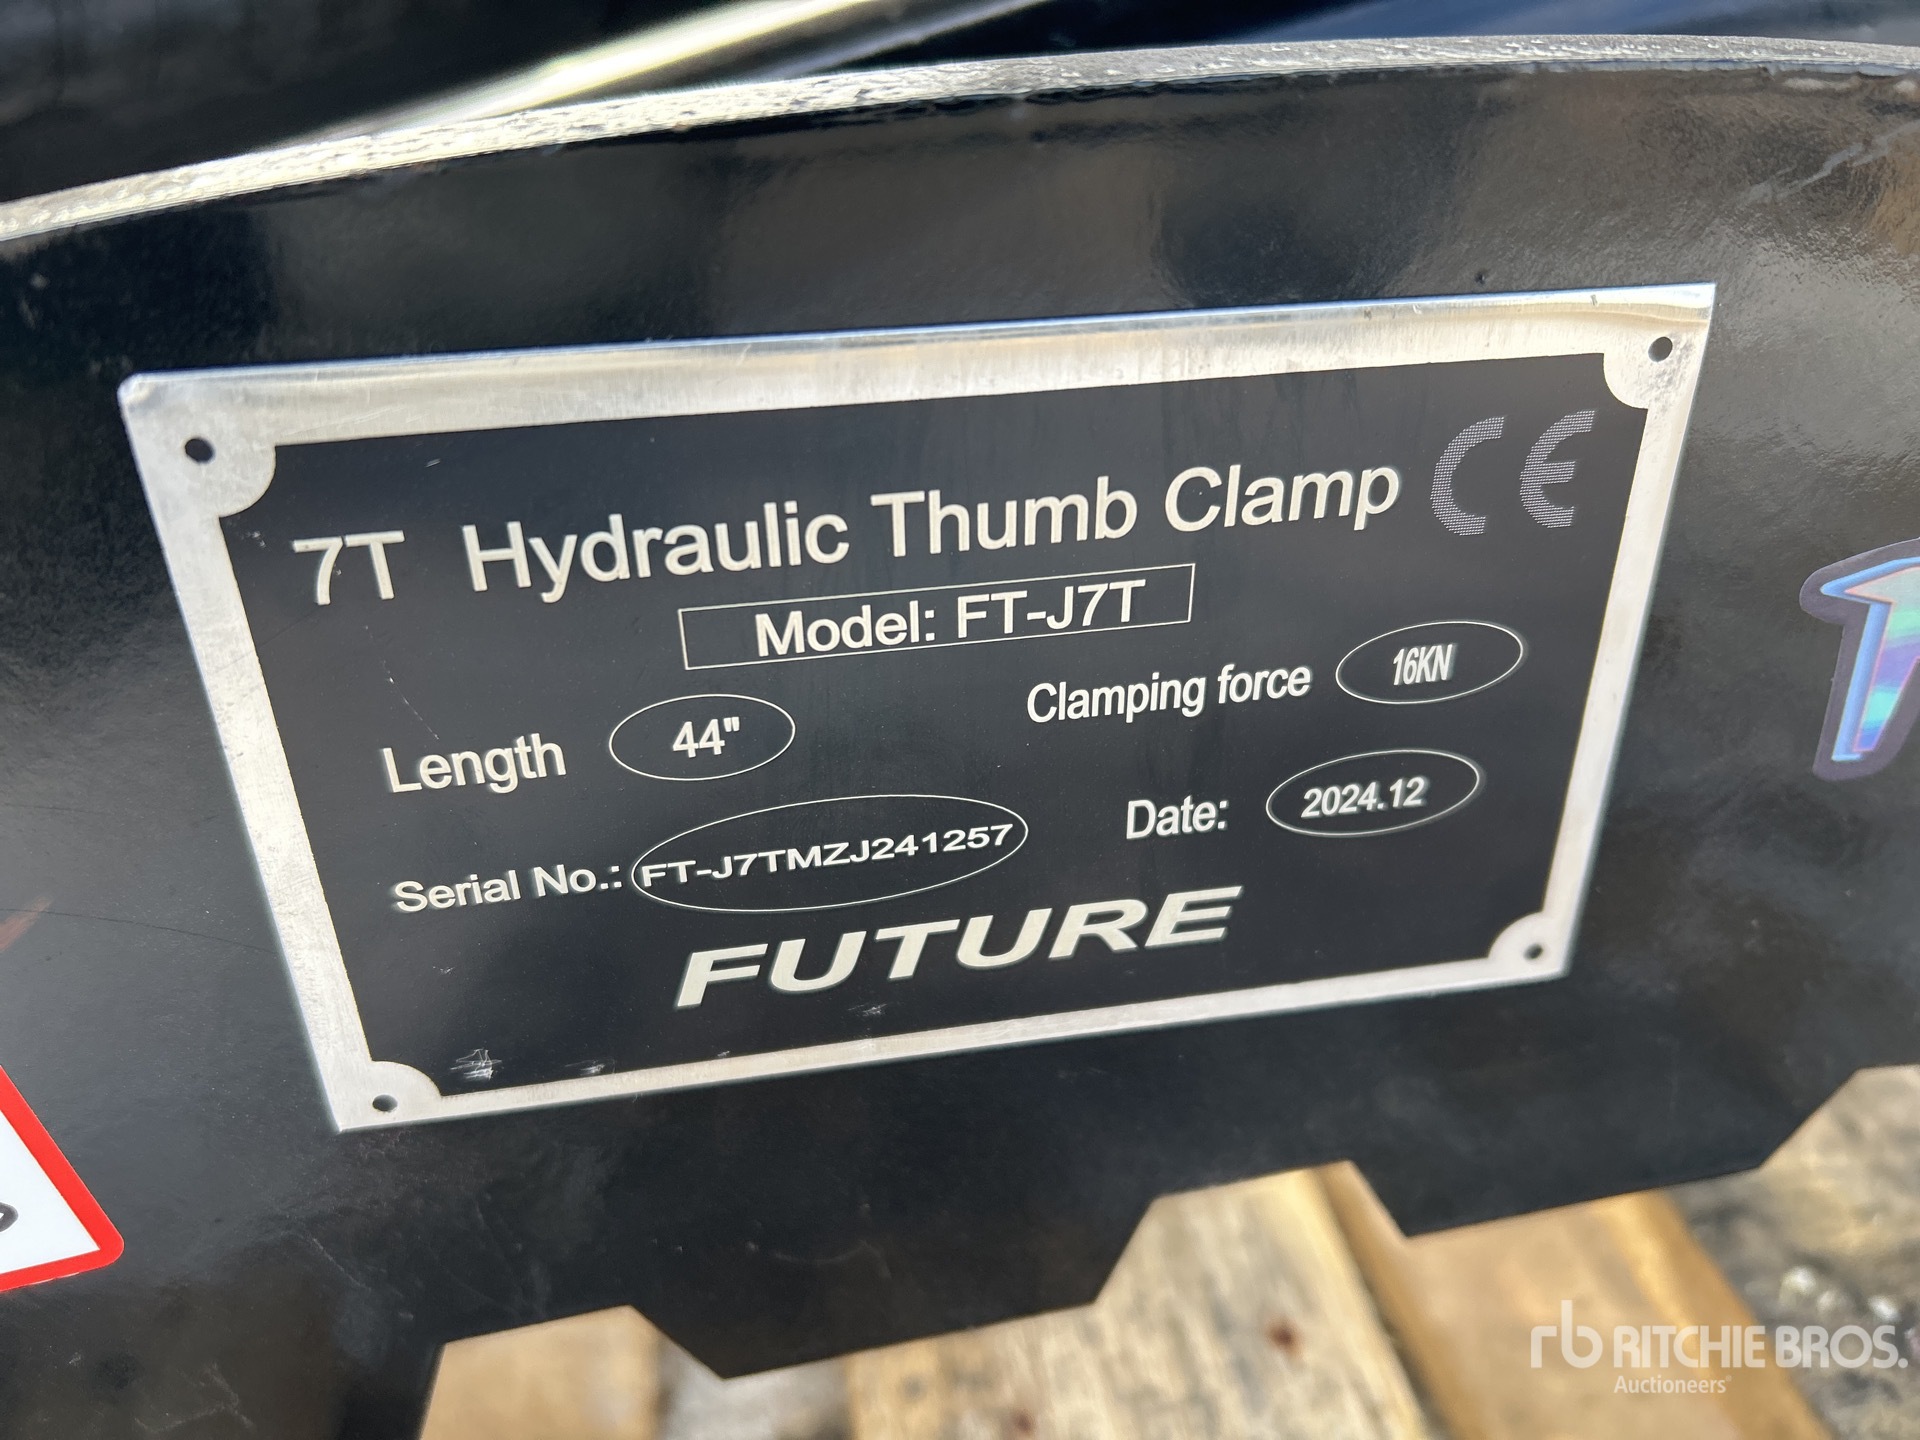 7T Hydraulic Thumb Clamp CE
Model: FT-J7T
Length 44" Clamping force 16KN
Serial No.: FT-J7TMZJ241257 Date: 2024.12
FUTURE
rb RITCHIE BROS.
Auctioneers